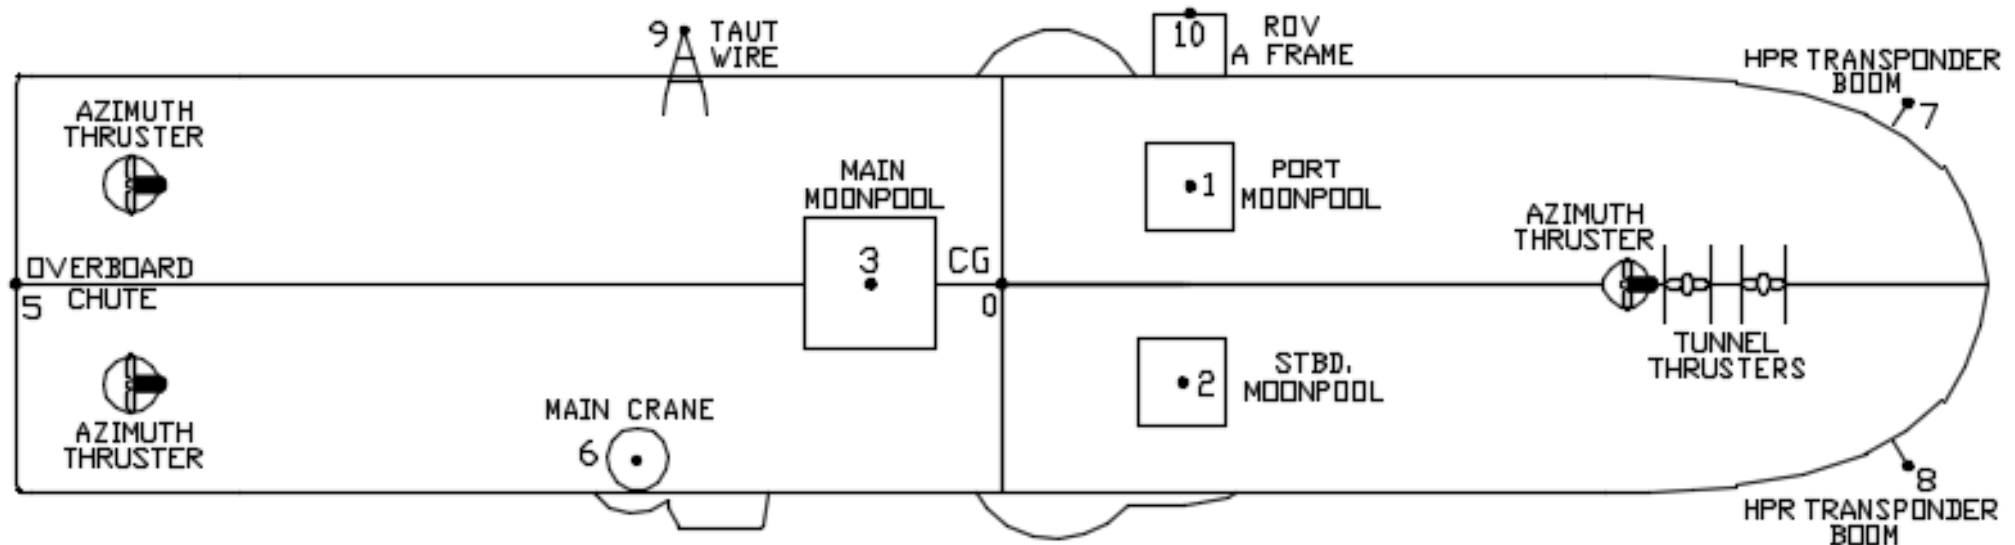 9 TAUT
WIRE
10
ROV
A FRAME
HPR TRANSPONDER
BOOM
7
AZIMUTH
THRUSTER
MAIN
MOONPOOL
3
1
PORT
MOONPOOL
AZIMUTH
THRUSTER
OVERBOARD
CHUTE
5
CG
0
TUNNEL
THRUSTERS
2
STBD.
MOONPOOL
MAIN CRANE
6
AZIMUTH
THRUSTER
8
HPR TRANSPONDER
BOOM